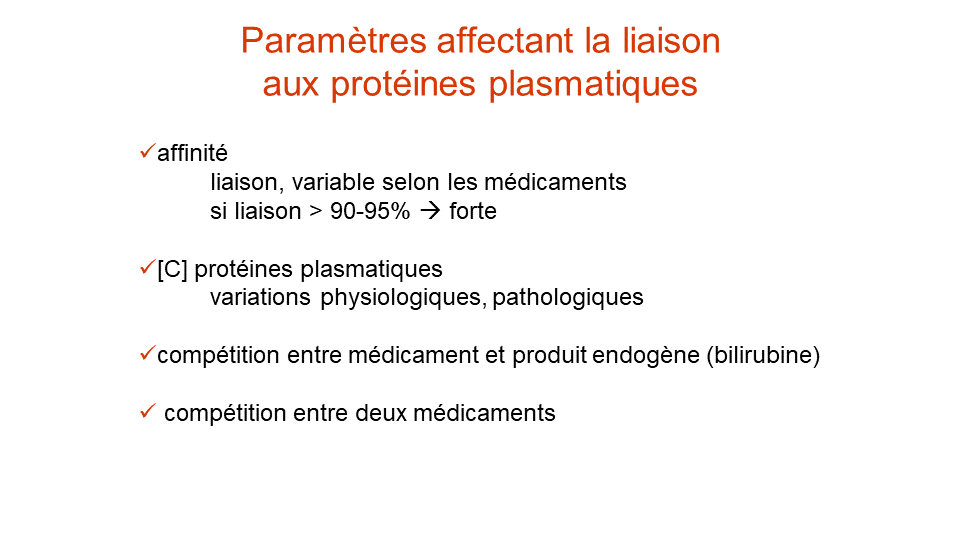 Paramètres affectant la liaison
aux protéines plasmatiques
✓affinité
liaison, variable selon les médicaments
si liaison > 90-95% → forte
✓[C] protéines plasmatiques
variations physiologiques, pathologiques
✓compétition entre médicament et produit endogène (bilirubine)
✓ compétition entre deux médicaments